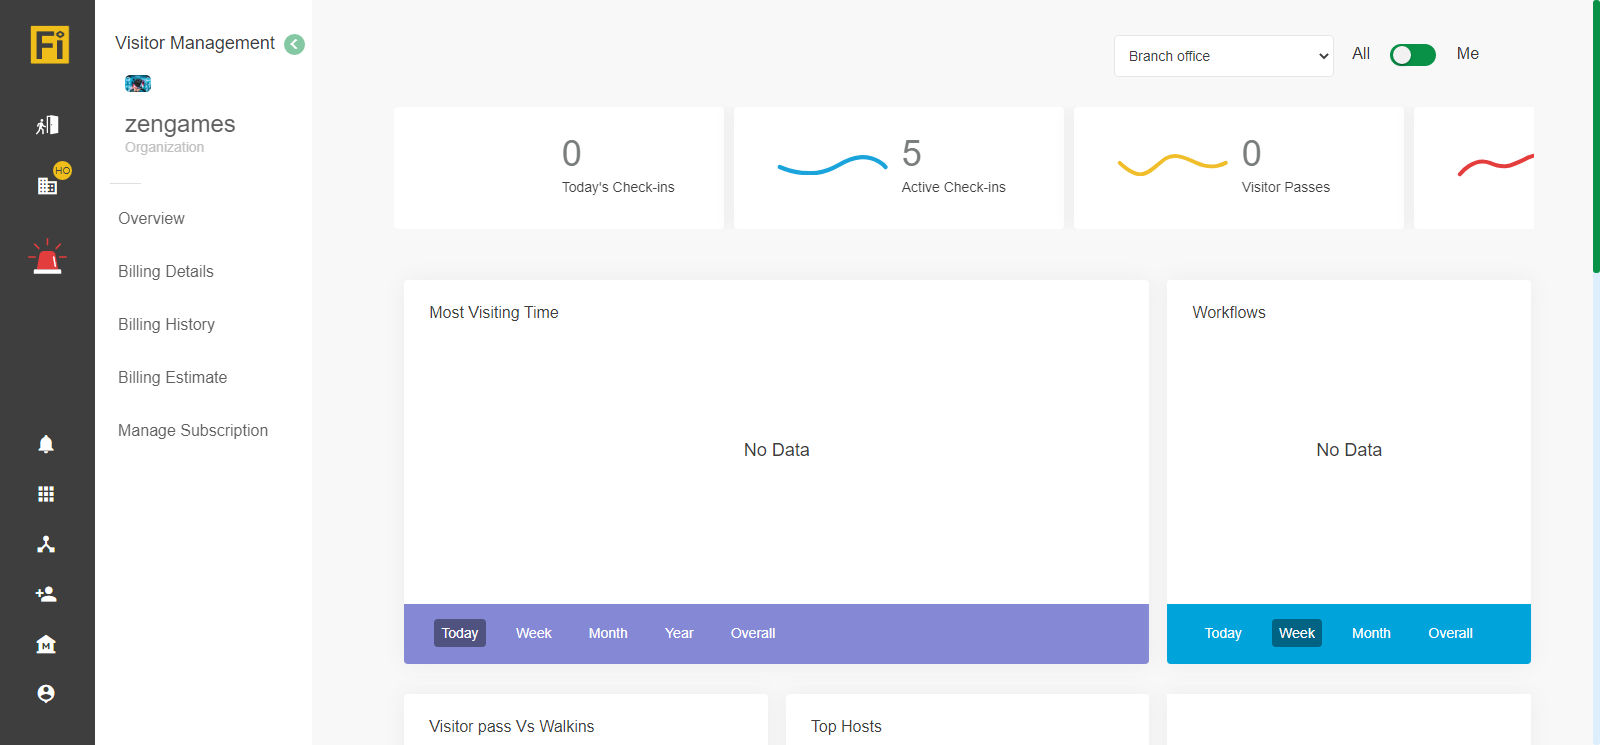 Fi
Visitor Management
HO
zengames
Organization
Overview
Billing Details
Billing History
Billing Estimate
Manage Subscription
M
Branch office
All
Me
0
Today's Check-ins
5
Active Check-ins
0
Visitor Passes
Most Visiting Time
No Data
Today Week Month Year Overall
Workflows
No Data
Today Week Month Overall
Visitor pass Vs Walkins
Top Hosts